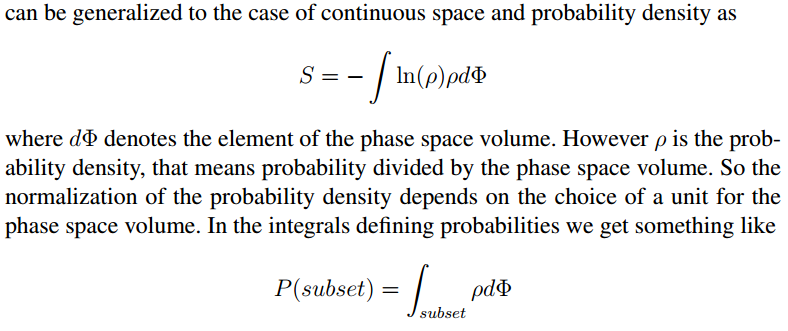 can be generalized to the case of continuous space and probability density as
S = − ∫ ln(ρ)ρdΦ
where dΦ denotes the element of the phase space volume. However ρ is the prob-
ability density, that means probability divided by the phase space volume. So the
normalization of the probability density depends on the choice of a unit for the
phase space volume. In the integrals defining probabilities we get something like
P(subset) = ∫_subset ρdΦ